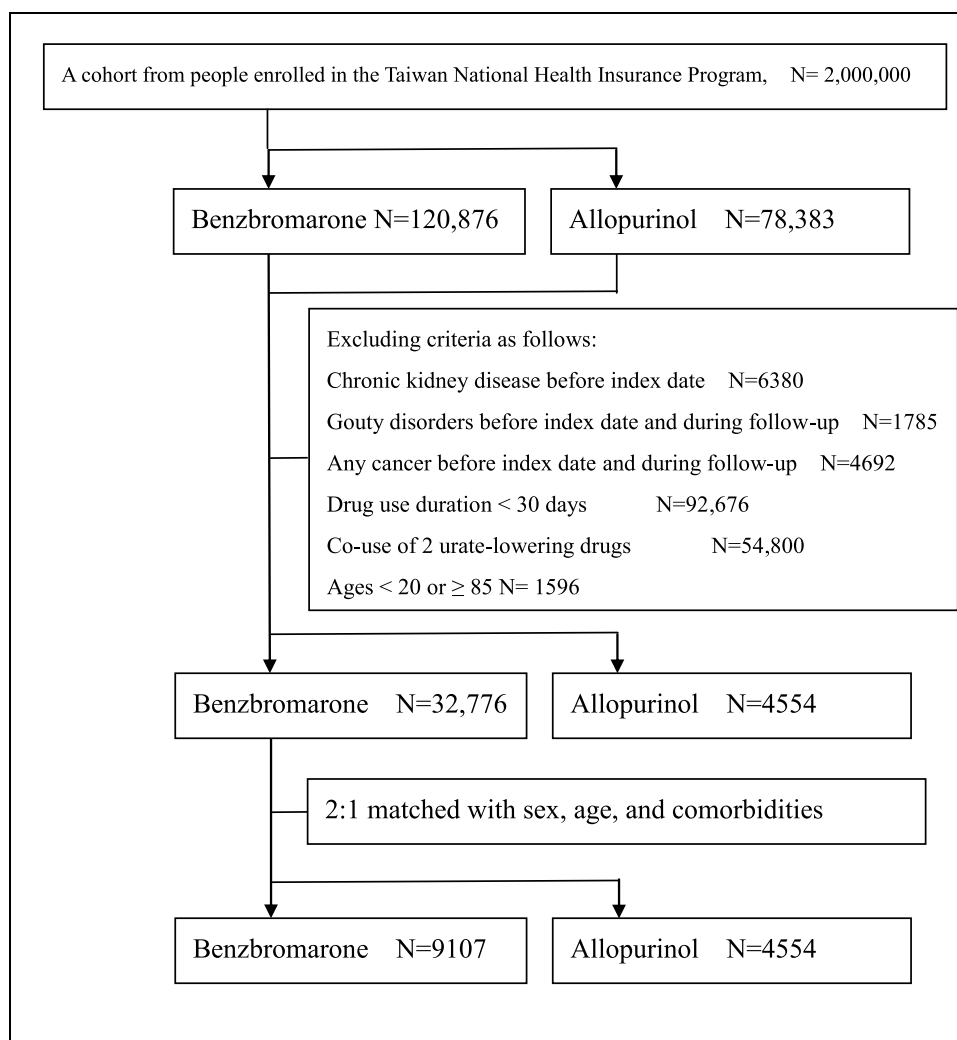 A cohort from people enrolled in the Taiwan National Health Insurance Program, N= 2,000,000
Benzbromarone N=120,876
Allopurinol N=78,383
Excluding criteria as follows:
Chronic kidney disease before index date N=6380
Gouty disorders before index date and during follow-up N=1785
Any cancer before index date and during follow-up N=4692
Drug use duration < 30 days N=92,676
Co-use of 2 urate-lowering drugs N=54,800
Ages < 20 or ≥ 85 N= 1596
Benzbromarone N=32,776
Allopurinol N=4554
2:1 matched with sex, age, and comorbidities
Benzbromarone N=9107
Allopurinol N=4554